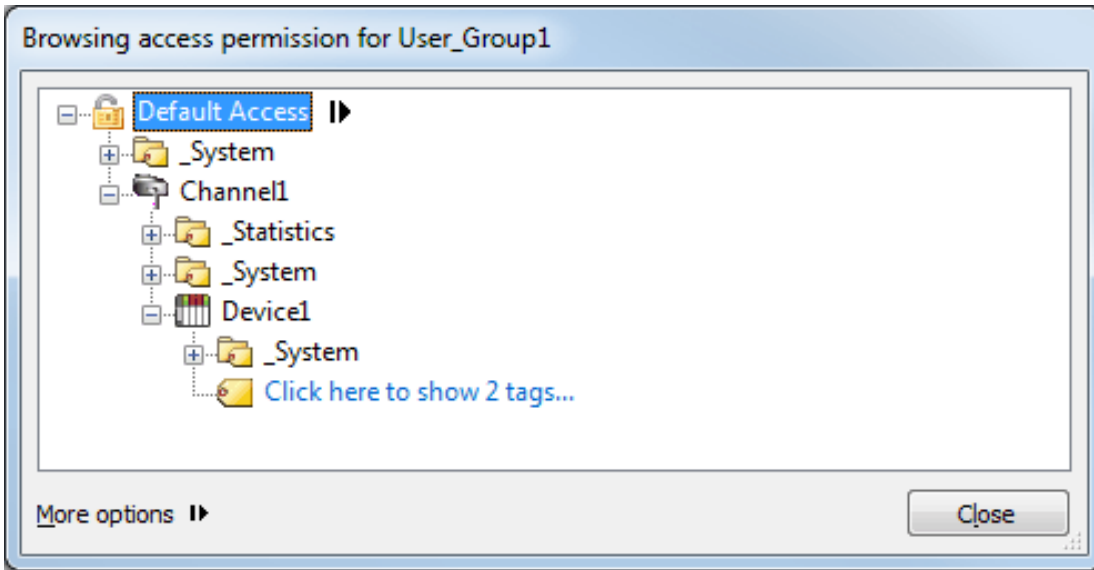 Browsing access permission for User_Group1
Default Access
_System
Channel1
_Statistics
_System
Device1
_System
Click here to show 2 tags...
More options
Close